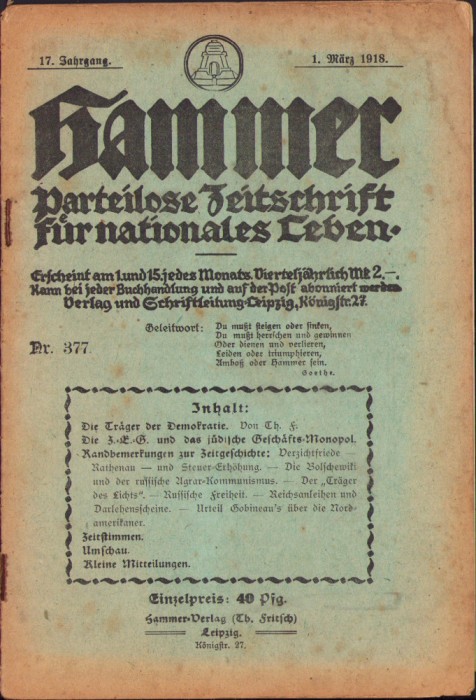 17. Jahrgang.
1. März 1918.
Hammer
Parteilose Zeitschrift
für nationales Leben.
Erscheint am 1. und 15. jedes Monats. Vierteljährlich Mk. 2.—.
Kann bei jeder Buchhandlung und auf der Post abonniert werden
Verlag und Schriftleitung: Leipzig, Königstr. 27.
Geleitwort: Du mußt steigen oder sinken,
Du mußt herrschen und gewinnen
Oder dienen und verlieren,
Leiden oder triumphieren,
Amboß oder Hammer sein.
Goethe.
Nr. 377
Inhalt:
Die Träger der Demokratie. Von Th. F.
Die Z.-E.-G. und das jüdische Geschäfts-Monopol.
Randbemerkungen zur Zeitgeschichte: Verzichtfriede —
Rathenau — und Steuer-Erhöhung. — Die Bolschewiki
und der russische Agrar-Kommunismus. — Der „Träger
des Lichts“. — Russische Freiheit. — Reichsanleihen und
Darlehensscheine. — Urteil Gobineau's über die Nord-
amerikaner.
Zeitstimmen.
Umschau.
Kleine Mitteilungen.
Einzelpreis: 40 Pfg.
Hammer-Verlag (Th. Fritsch)
Leipzig.
Königstr. 27.